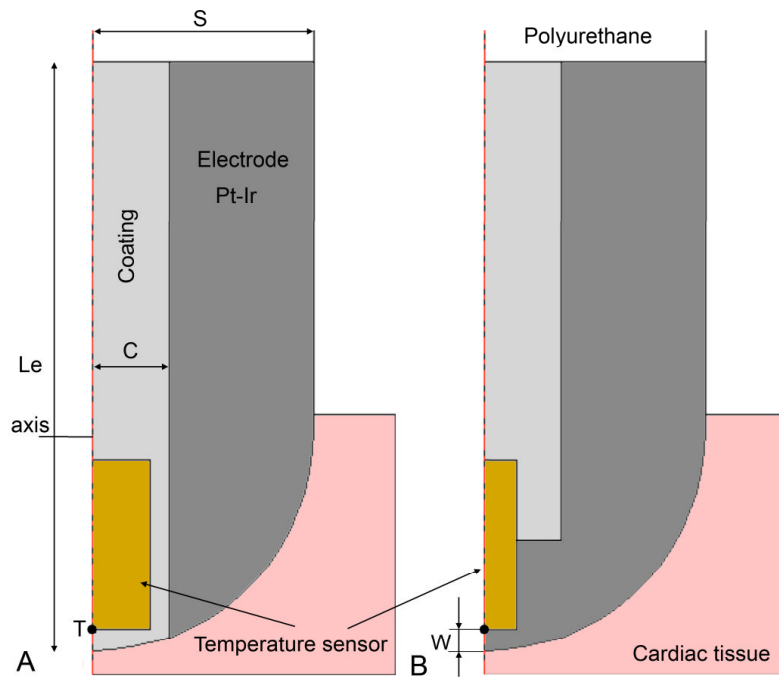 S
Polyurethane
Electrode
Pt-Ir
Coating
C
Le
axis
T
Temperature sensor
W
A
B
Cardiac tissue